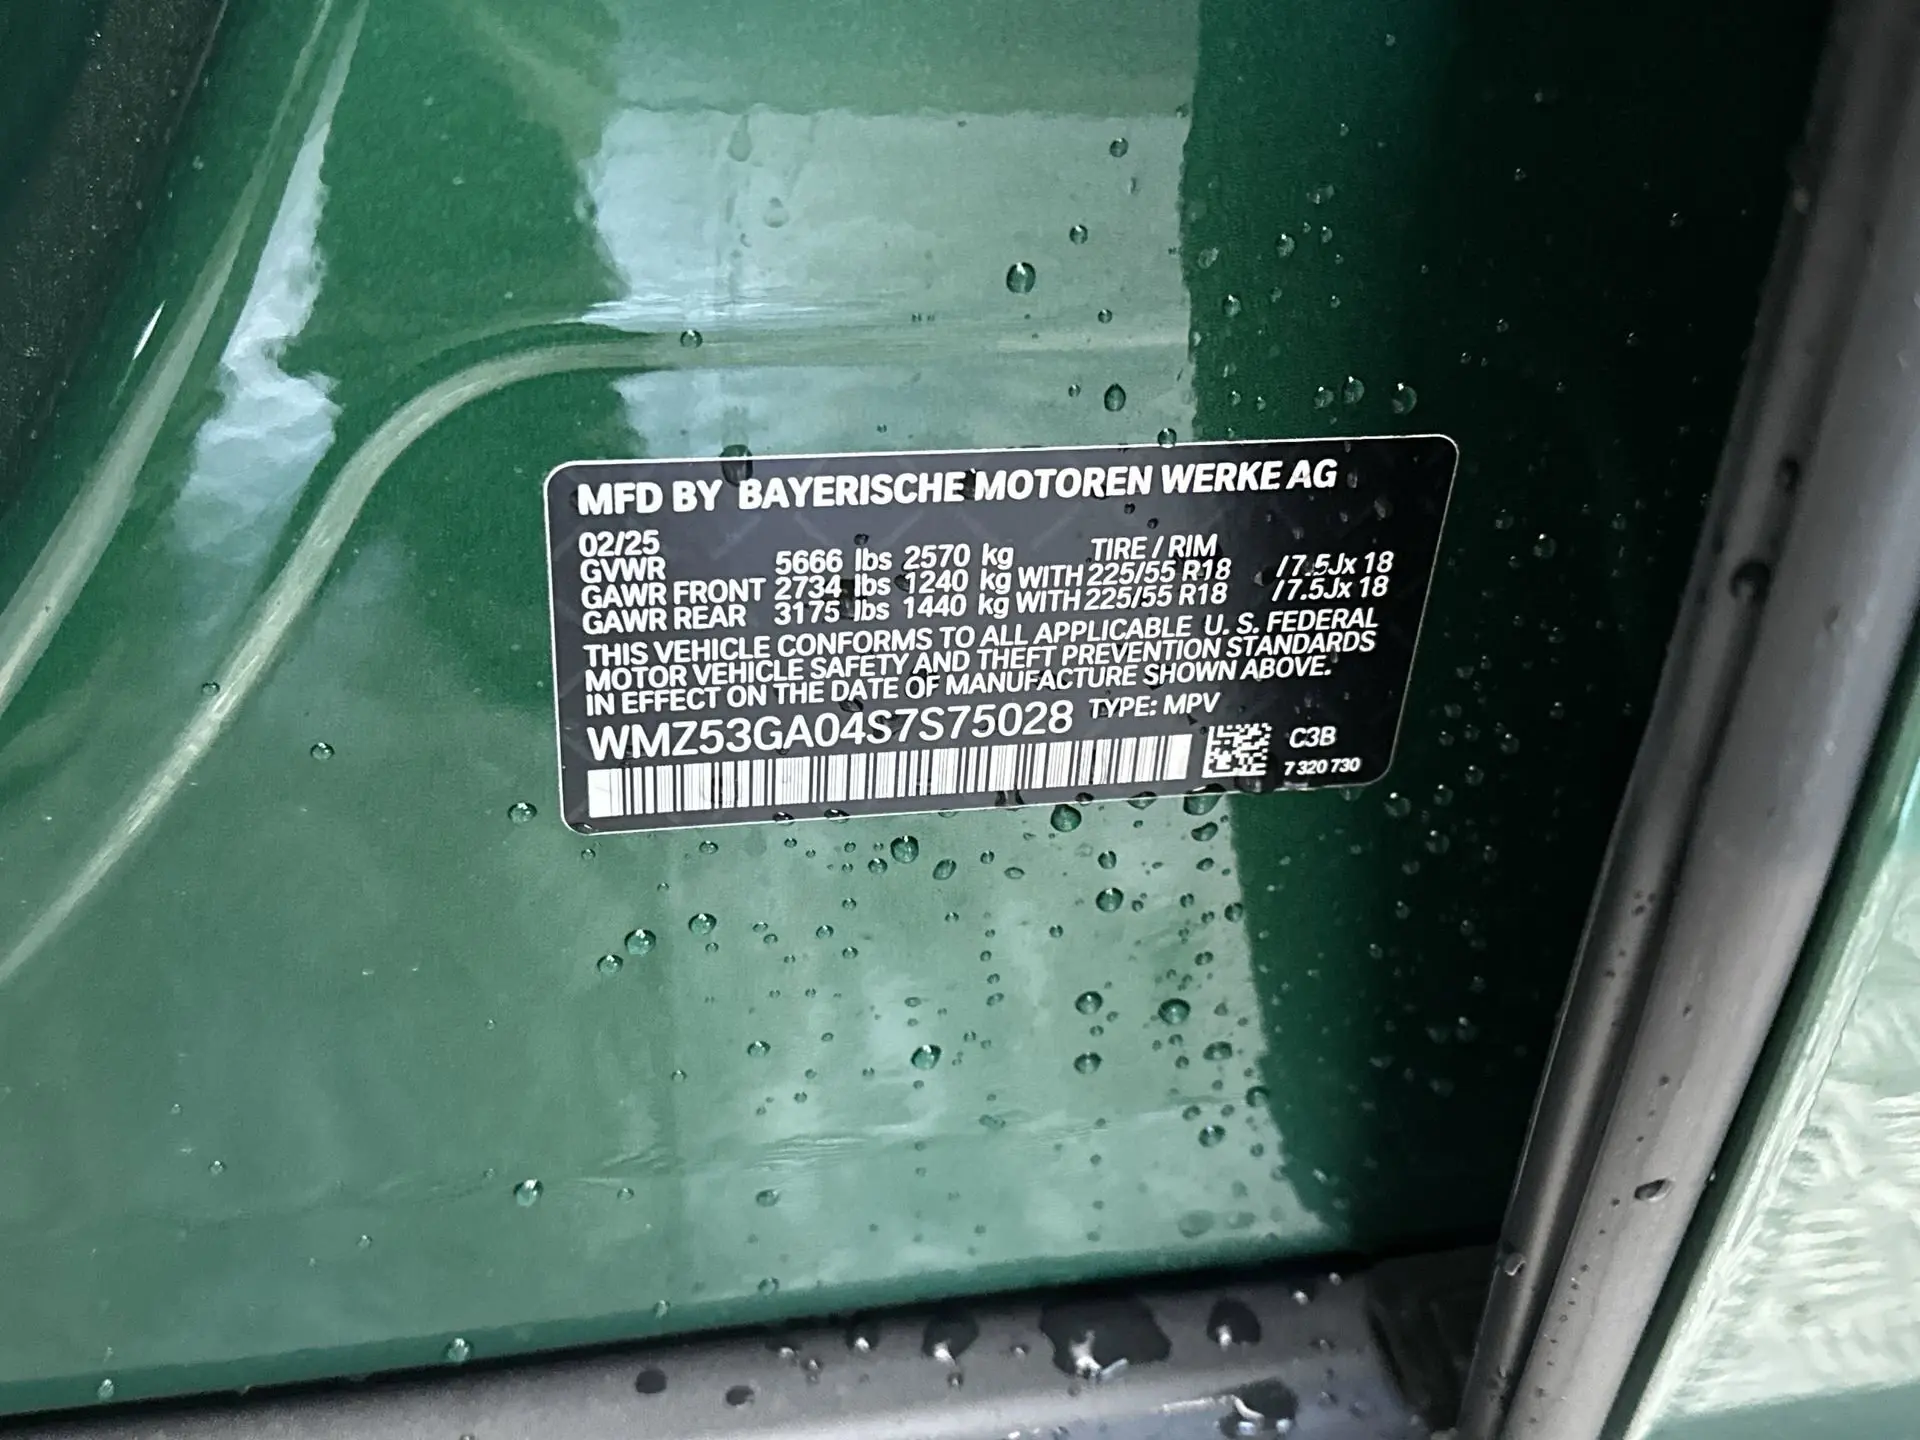 MFD BY BAYERISCHE MOTOREN WERKE AG
02/25
GVWR 5666 lbs 2570 kg TIRE / RIM
GAWR FRONT 2734 lbs 1240 kg WITH 225/55 R18 / 7.5Jx 18
GAWR REAR 3175 lbs 1440 kg WITH 225/55 R18 / 7.5Jx 18
THIS VEHICLE CONFORMS TO ALL APPLICABLE U. S. FEDERAL
MOTOR VEHICLE SAFETY AND THEFT PREVENTION STANDARDS
IN EFFECT ON THE DATE OF MANUFACTURE SHOWN ABOVE.
WMZ53GA04S7S75028 TYPE: MPV
C3B
7 320 730